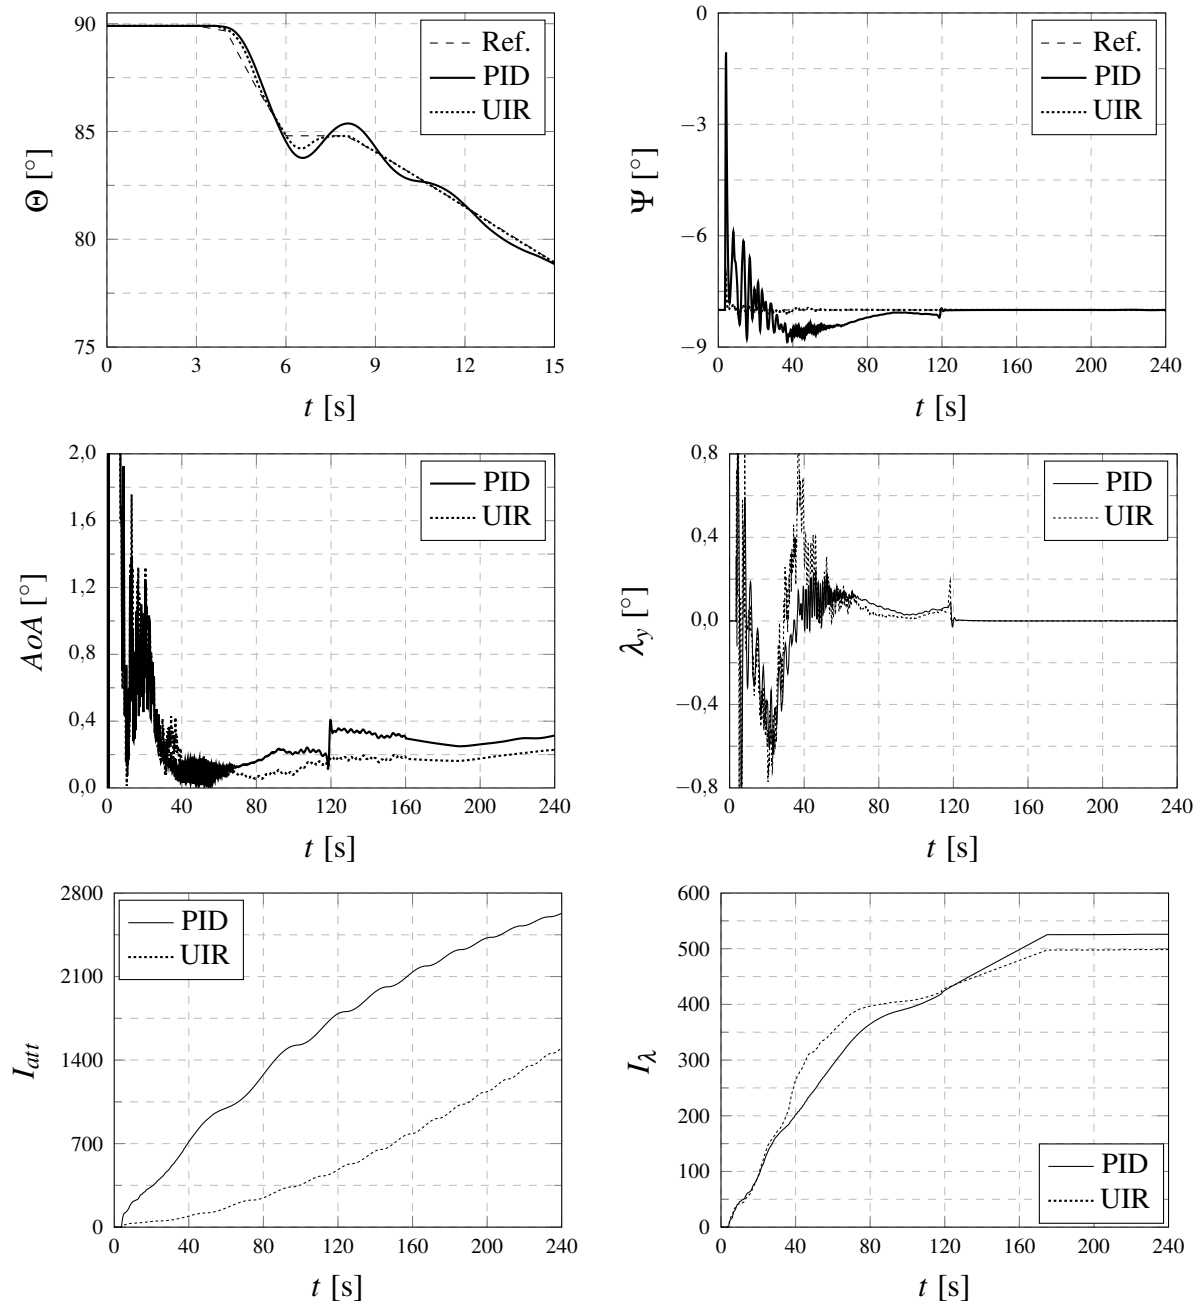 Θ [°]
90
85
80
75
0 3 6 9 12 15
t [s]
Ref.
PID
UIR
Ψ [°]
0
−3
−6
−9
0 40 80 120 160 200 240
t [s]
Ref.
PID
UIR
AoA [°]
2,0
1,6
1,2
0,8
0,4
0,0
0 40 80 120 160 200 240
t [s]
PID
UIR
λy [°]
0,8
0,4
0,0
−0,4
−0,8
0 40 80 120 160 200 240
t [s]
PID
UIR
Iatt
2800
2100
1400
700
0
0 40 80 120 160 200 240
t [s]
PID
UIR
Iλ
600
500
400
300
200
100
0
0 40 80 120 160 200 240
t [s]
PID
UIR